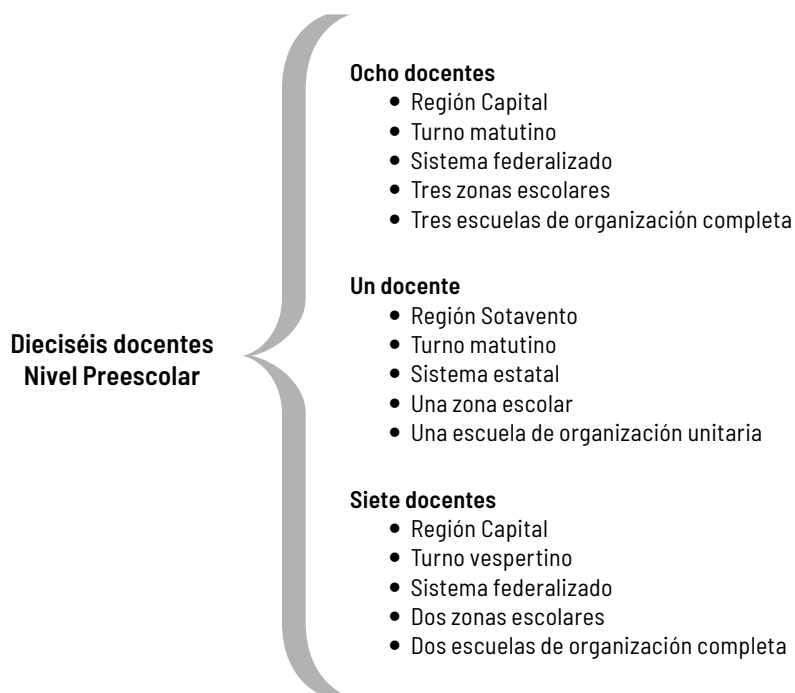 Ocho docentes
• Región Capital
• Turno matutino
• Sistema federalizado
• Tres zonas escolares
• Tres escuelas de organización completa
Un docente
• Región Sotavento
• Turno matutino
• Sistema estatal
• Una zona escolar
• Una escuela de organización unitaria
Dieciséis docentes
Nivel Preescolar
Siete docentes
• Región Capital
• Turno vespertino
• Sistema federalizado
• Dos zonas escolares
• Dos escuelas de organización completa